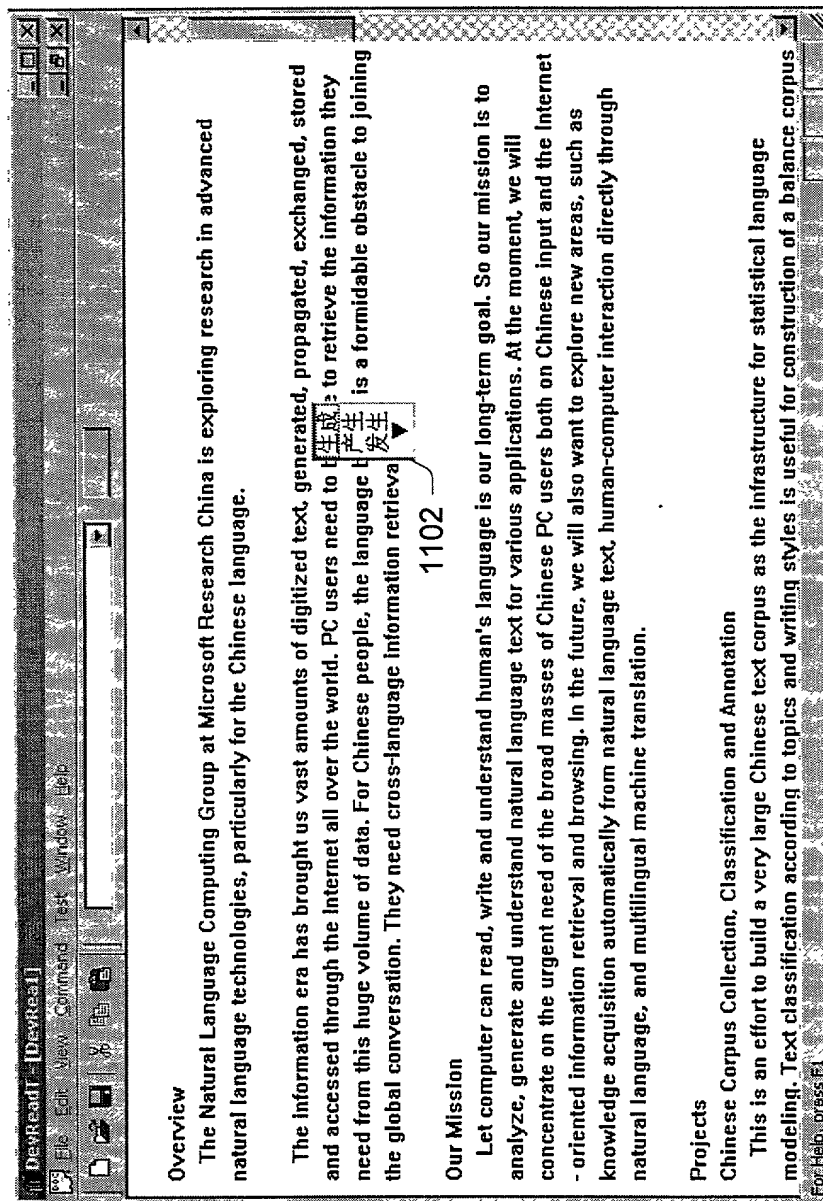 DevReadT - [DevRea1]
File Edit View Command Test Window Help
Overview
The Natural Language Computing Group at Microsoft Research China is exploring research in advanced
natural language technologies, particularly for the Chinese language.
The information era has brought us vast amounts of digitized text, generated, propagated, exchanged, stored
and accessed through the Internet all over the world. PC users need to b 生成 e to retrieve the information they
need from this huge volume of data. For Chinese people, the language b 产生 is a formidable obstacle to joining
the global conversation. They need cross-language information retrieva 发生
1102
Our Mission
Let computer can read, write and understand human's language is our long-term goal. So our mission is to
analyze, generate and understand natural language text for various applications. At the moment, we will
concentrate on the urgent need of the broad masses of Chinese PC users both on Chinese input and the Internet
- oriented information retrieval and browsing. In the future, we will also want to explore new areas, such as
knowledge acquisition automatically from natural language text, human-computer interaction directly through
natural language, and multilingual machine translation.
Projects
Chinese Corpus Collection, Classification and Annotation
This is an effort to build a very large Chinese text corpus as the infrastructure for statistical language
modeling. Text classification according to topics and writing styles is useful for construction of a balance corpus
For Help, press F1